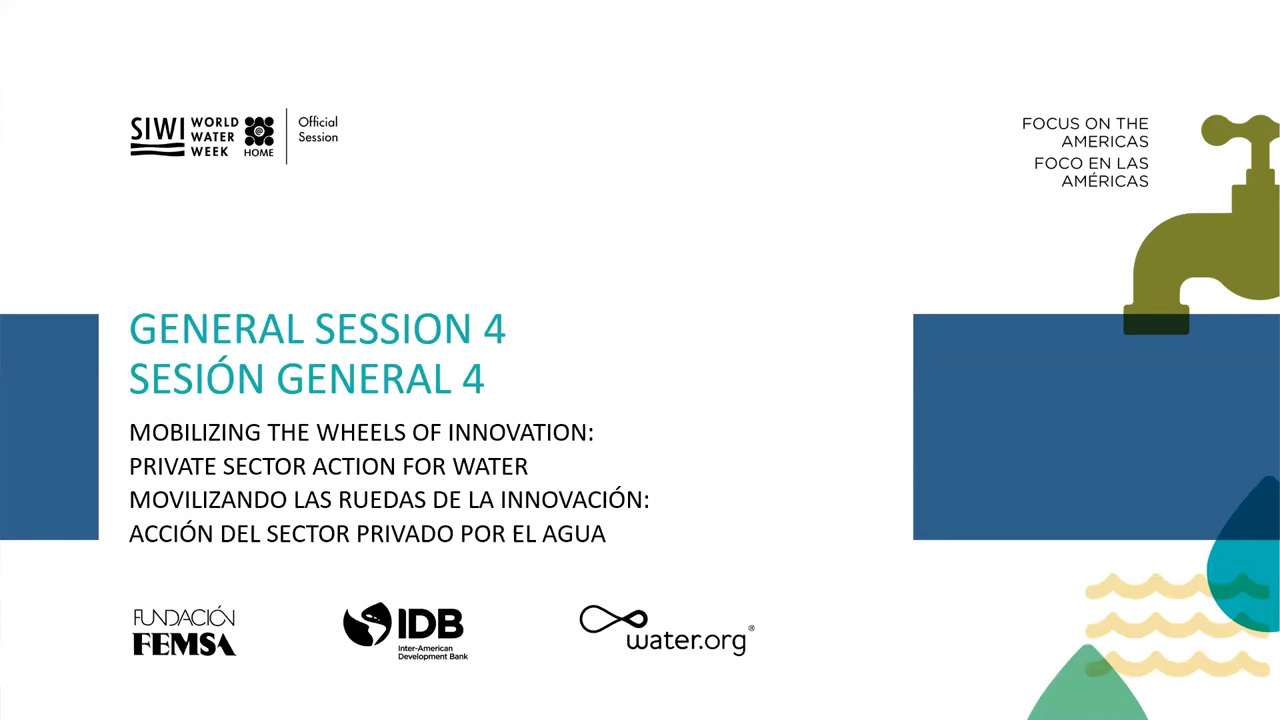 SIWI WORLD
WATER
WEEK
@
HOME
Official
Session
FOCUS ON THE
AMERICAS
FOCO EN LAS
AMÉRICAS
GENERAL SESSION 4
SESIÓN GENERAL 4
MOBILIZING THE WHEELS OF INNOVATION:
PRIVATE SECTOR ACTION FOR WATER
MOVILIZANDO LAS RUEDAS DE LA INNOVACIÓN:
ACCIÓN DEL SECTOR PRIVADO POR EL AGUA
FUNDACIÓN
FEMSA
IDB
Inter-American
Development Bank
water.org®